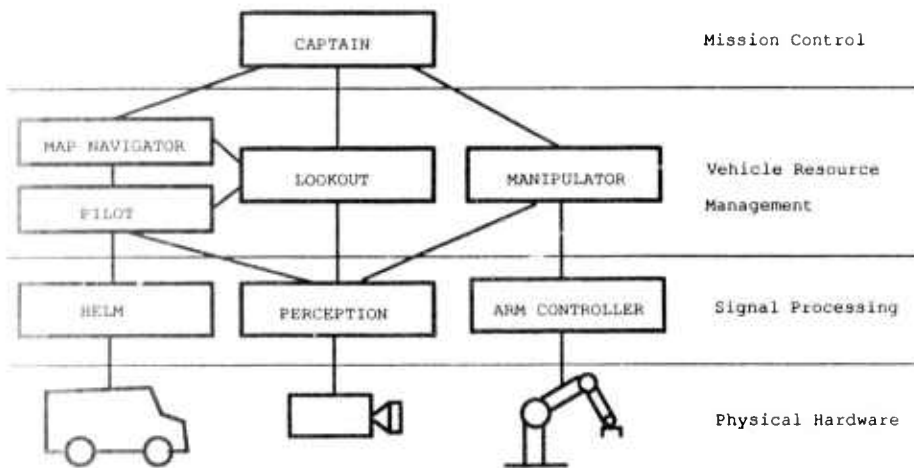 CAPTAIN
Mission Control
MAP NAVIGATOR
LOOKOUT
MANIPULATOR
Vehicle Resource
Management
PILOT
HELM
PERCEPTION
ARM CONTROLLER
Signal Processing
Physical Hardware